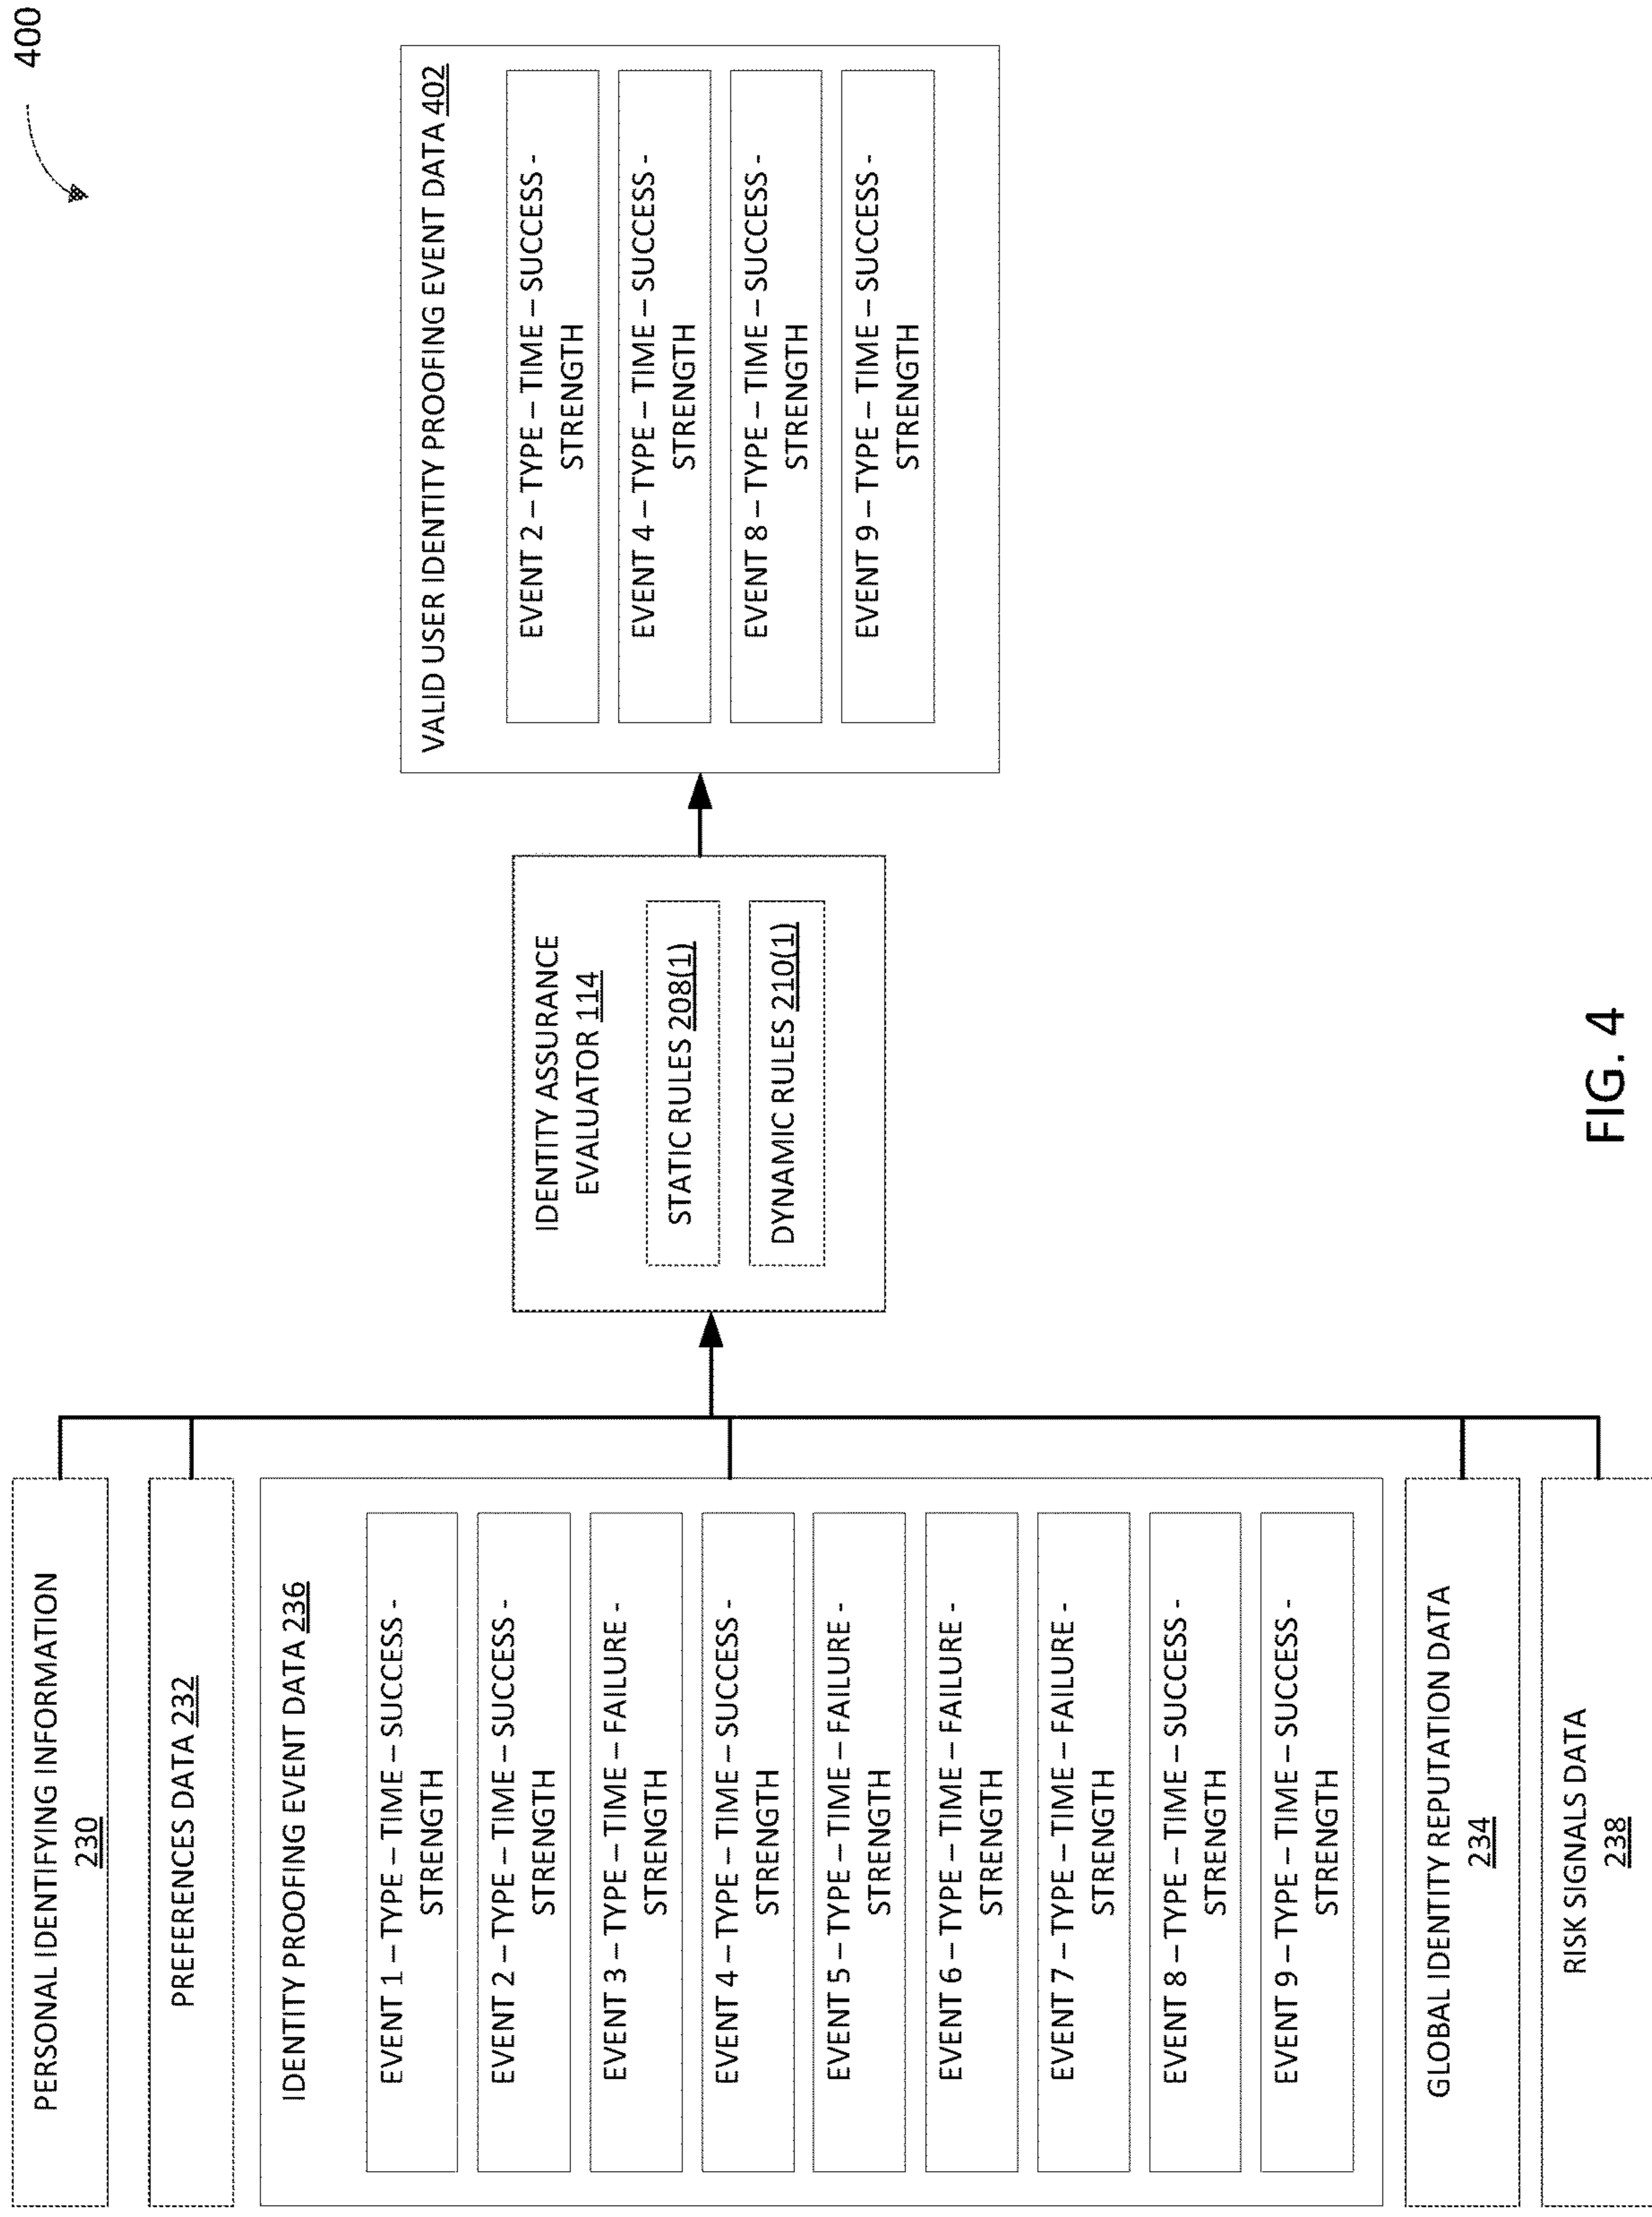 400
PERSONAL IDENTIFYING INFORMATION
230
PREFERENCES DATA 232
IDENTITY PROOFING EVENT DATA 236
EVENT 1 – TYPE – TIME – SUCCESS -
STRENGTH
EVENT 2 – TYPE – TIME – SUCCESS -
STRENGTH
EVENT 3 – TYPE – TIME – FAILURE -
STRENGTH
EVENT 4 – TYPE – TIME – SUCCESS -
STRENGTH
EVENT 5 – TYPE – TIME – FAILURE -
STRENGTH
EVENT 6 – TYPE – TIME – FAILURE -
STRENGTH
EVENT 7 – TYPE – TIME – FAILURE -
STRENGTH
EVENT 8 – TYPE – TIME – SUCCESS -
STRENGTH
EVENT 9 – TYPE – TIME – SUCCESS -
STRENGTH
GLOBAL IDENTITY REPUTATION DATA
234
RISK SIGNALS DATA
238
IDENTITY ASSURANCE
EVALUATOR 114
STATIC RULES 208(1)
DYNAMIC RULES 210(1)
VALID USER IDENTITY PROOFING EVENT DATA 402
EVENT 2 – TYPE – TIME – SUCCESS -
STRENGTH
EVENT 4 – TYPE – TIME – SUCCESS -
STRENGTH
EVENT 8 – TYPE – TIME – SUCCESS -
STRENGTH
EVENT 9 – TYPE – TIME – SUCCESS -
STRENGTH
FIG. 4